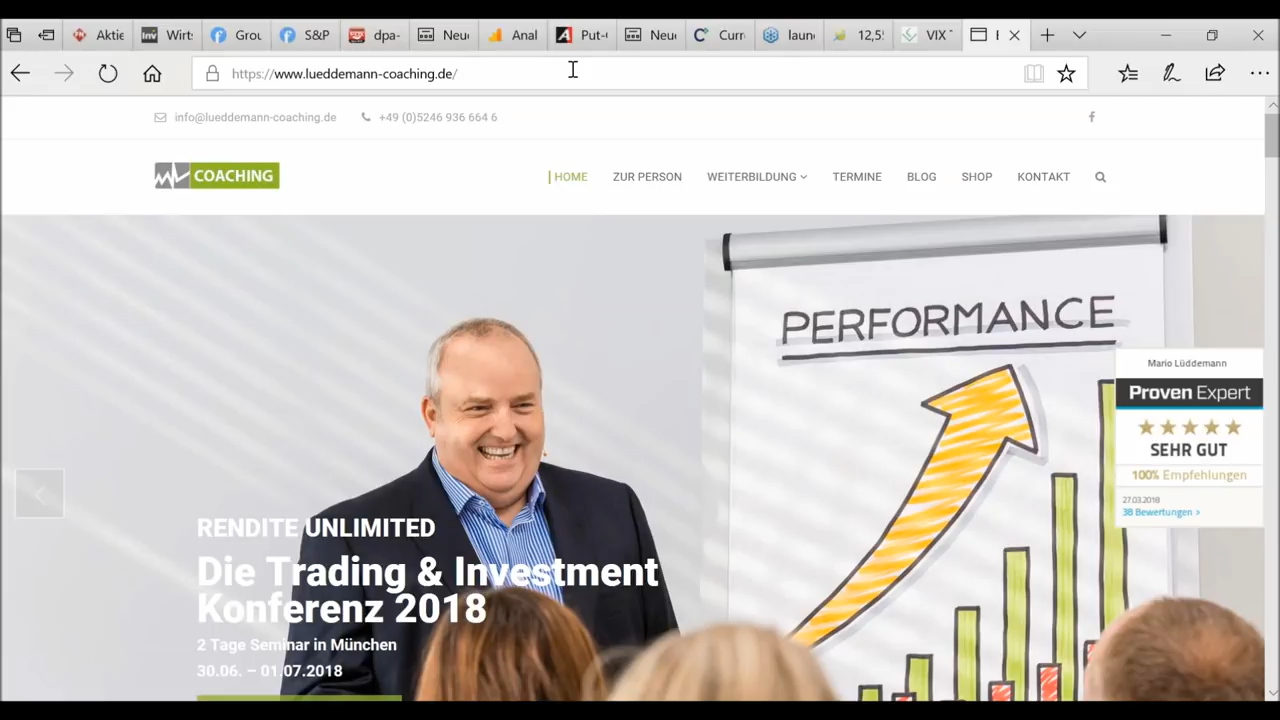 Aktie
Wirts
Grou
S&P
dpa-
Neue
Anal
Put-
Neue
Curr
laun
12,5
VIX
https://www.lueddemann-coaching.de/
info@lueddemann-coaching.de
+49 (0)5246 936 664 6
COACHING
HOME
ZUR PERSON
WEITERBILDUNG
TERMINE
BLOG
SHOP
KONTAKT
PERFORMANCE
Mario Lüddemann
Proven Expert
SEHR GUT
100% Empfehlungen
27.03.2018
38 Bewertungen >
RENDITE UNLIMITED
Die Trading & Investment
Konferenz 2018
2 Tage Seminar in München
30.06. – 01.07.2018